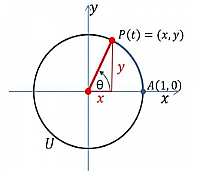 y
P(t) = (x, y)
y
θ
A(1,0)
x
x
U